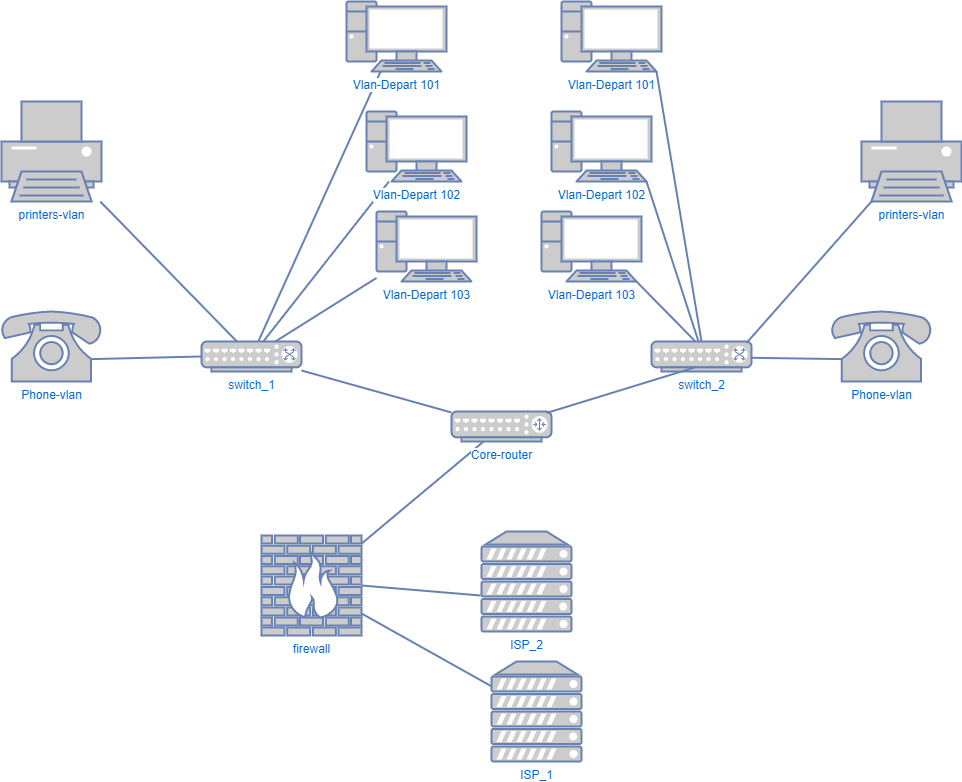 Vlan-Depart 101
Vlan-Depart 101
Vlan-Depart 102
Vlan-Depart 102
printers-vlan
printers-vlan
Vlan-Depart 103
Vlan-Depart 103
switch_1
switch_2
Phone-vlan
Phone-vlan
Core-router
ISP_2
firewall
ISP_1